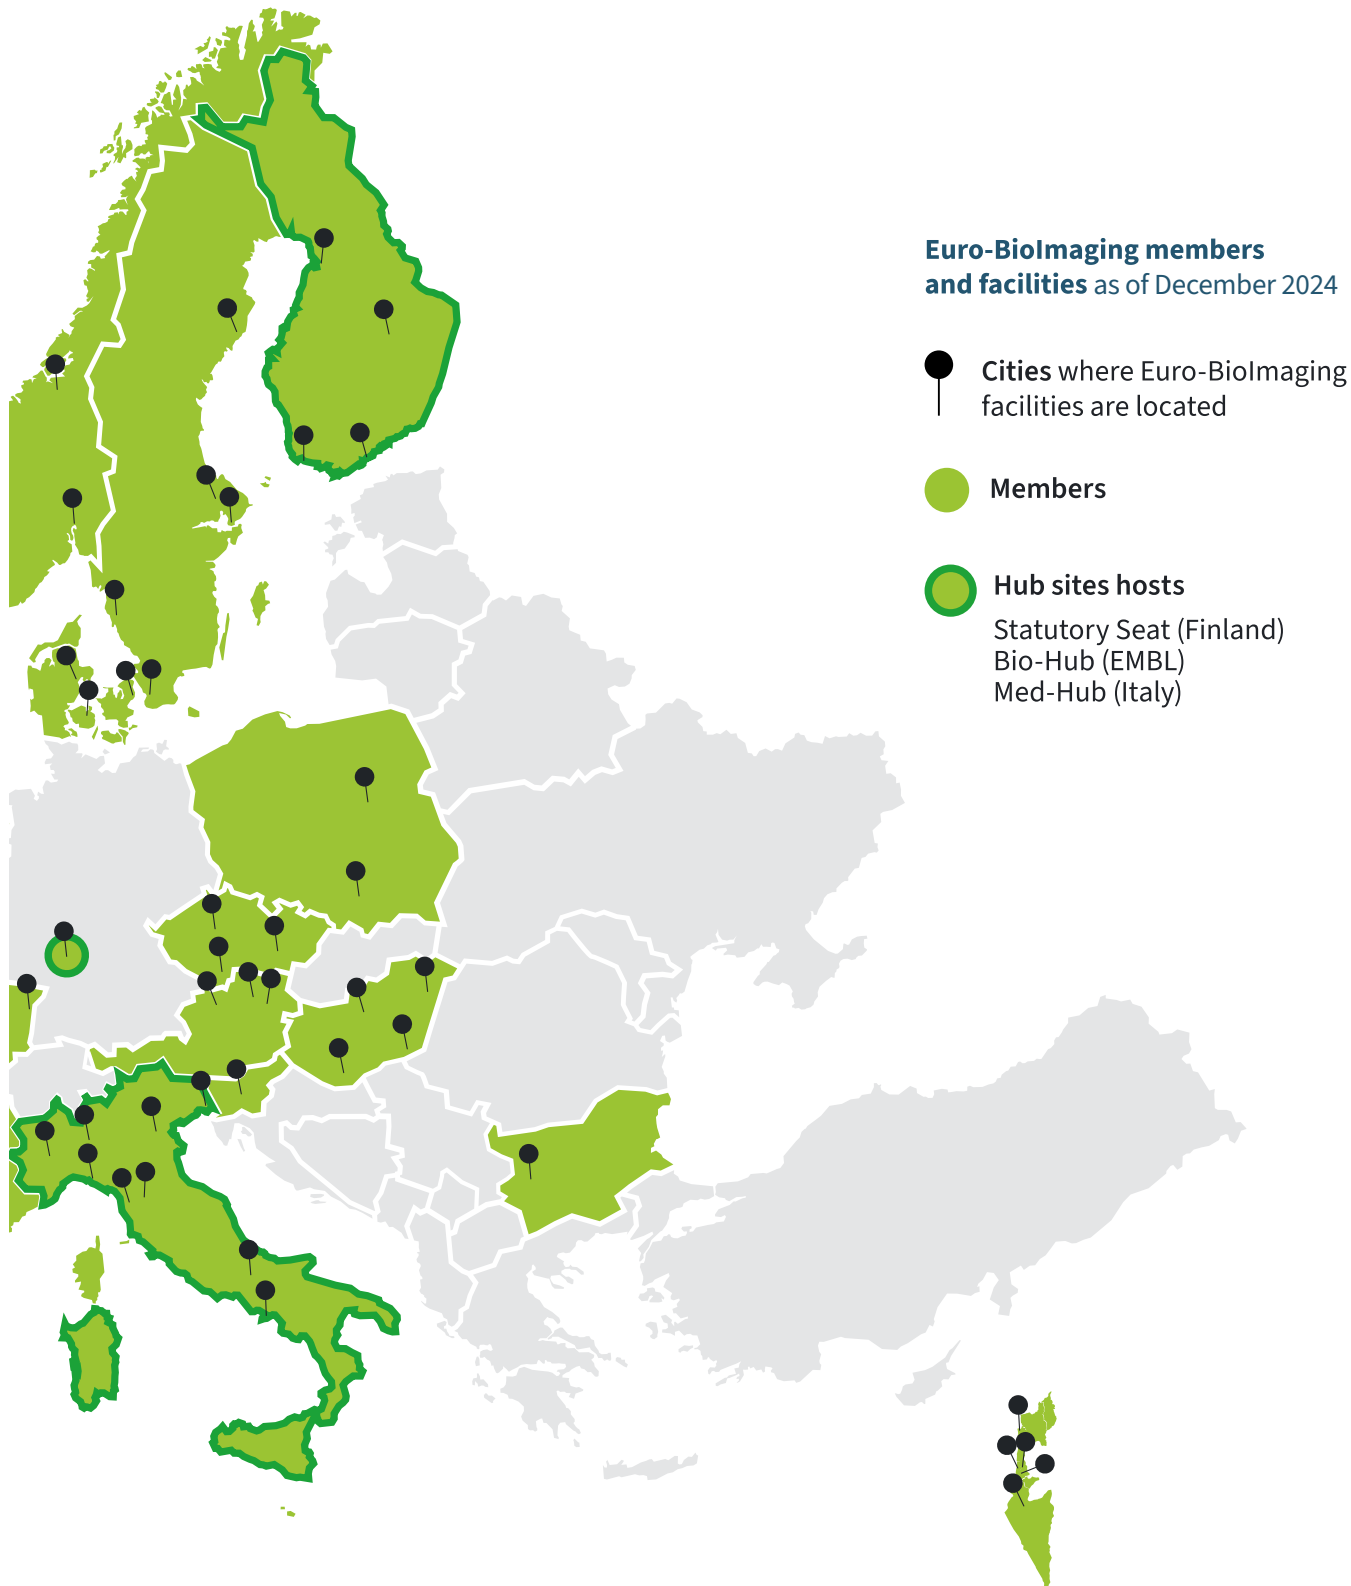 Euro-BioImaging members
and facilities as of December 2024
Cities where Euro-BioImaging
facilities are located
Members
Hub sites hosts
Statutory Seat (Finland)
Bio-Hub (EMBL)
Med-Hub (Italy)